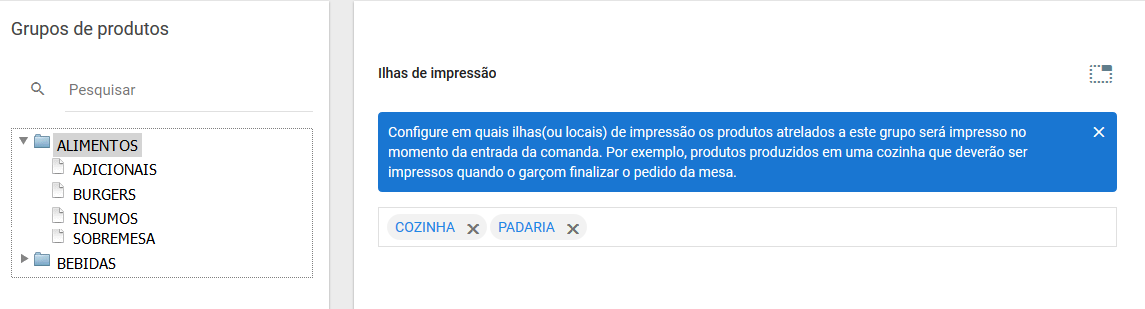 Grupos de produtos
Pesquisar
ALIMENTOS
ADICIONAIS
BURGERS
INSUMOS
SOBREMESA
BEBIDAS
Ilhas de impressão
Configure em quais ilhas(ou locais) de impressão os produtos atrelados a este grupo será impresso no
momento da entrada da comanda. Por exemplo, produtos produzidos em uma cozinha que deverão ser
impressos quando o garçom finalizar o pedido da mesa.
COZINHA PADARIA